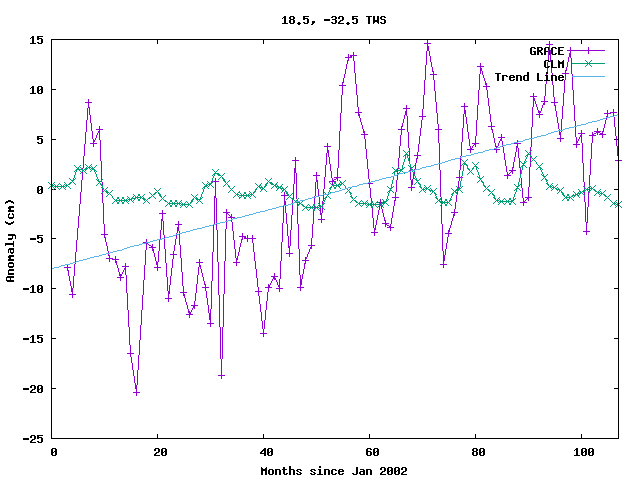 18.5, -32.5 TWS
GRACE
CLM
Trend Line
15
10
5
0
-5
-10
-15
-20
-25
Anomaly (cm)
0 20 40 60 80 100
Months since Jan 2002